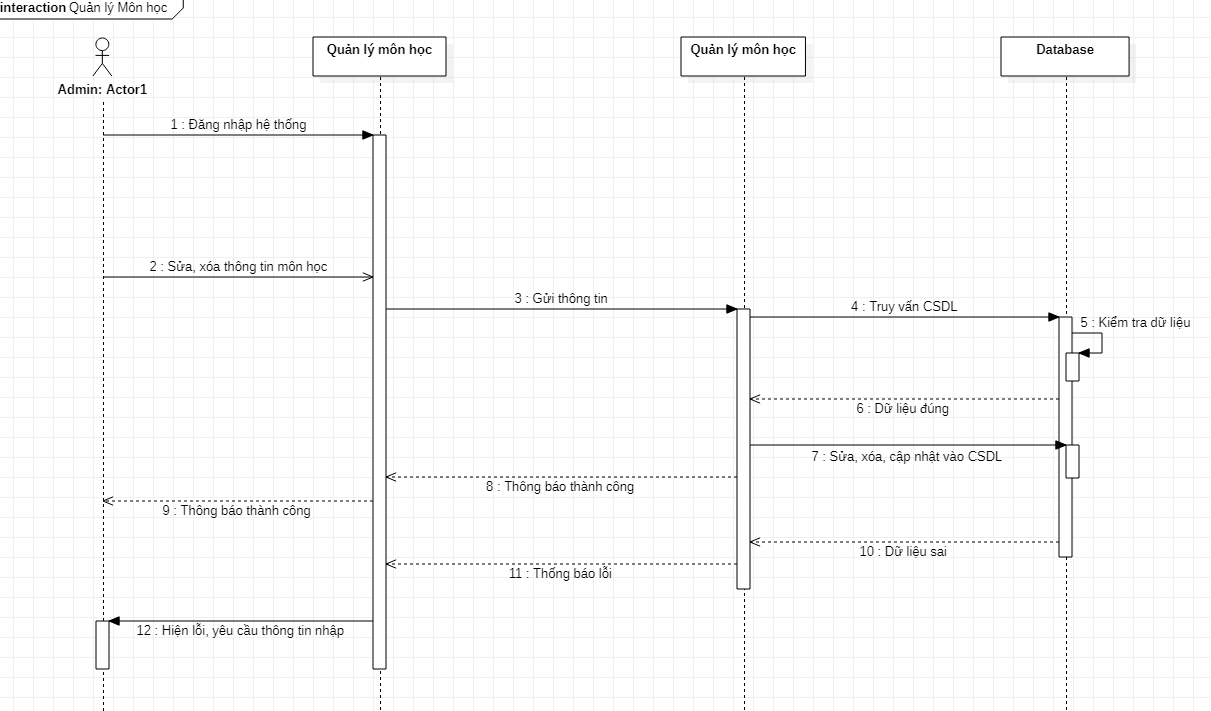 interaction Quản lý Môn học
Quản lý môn học
Quản lý môn học
Database
Admin: Actor1
1 : Đăng nhập hệ thống
2 : Sửa, xóa thông tin môn học
3 : Gửi thông tin
4 : Truy vấn CSDL
5 : Kiểm tra dữ liệu
6 : Dữ liệu đúng
7 : Sửa, xóa, cập nhật vào CSDL
8 : Thông báo thành công
9 : Thông báo thành công
10 : Dữ liệu sai
11 : Thống báo lỗi
12 : Hiện lỗi, yêu cầu thông tin nhập